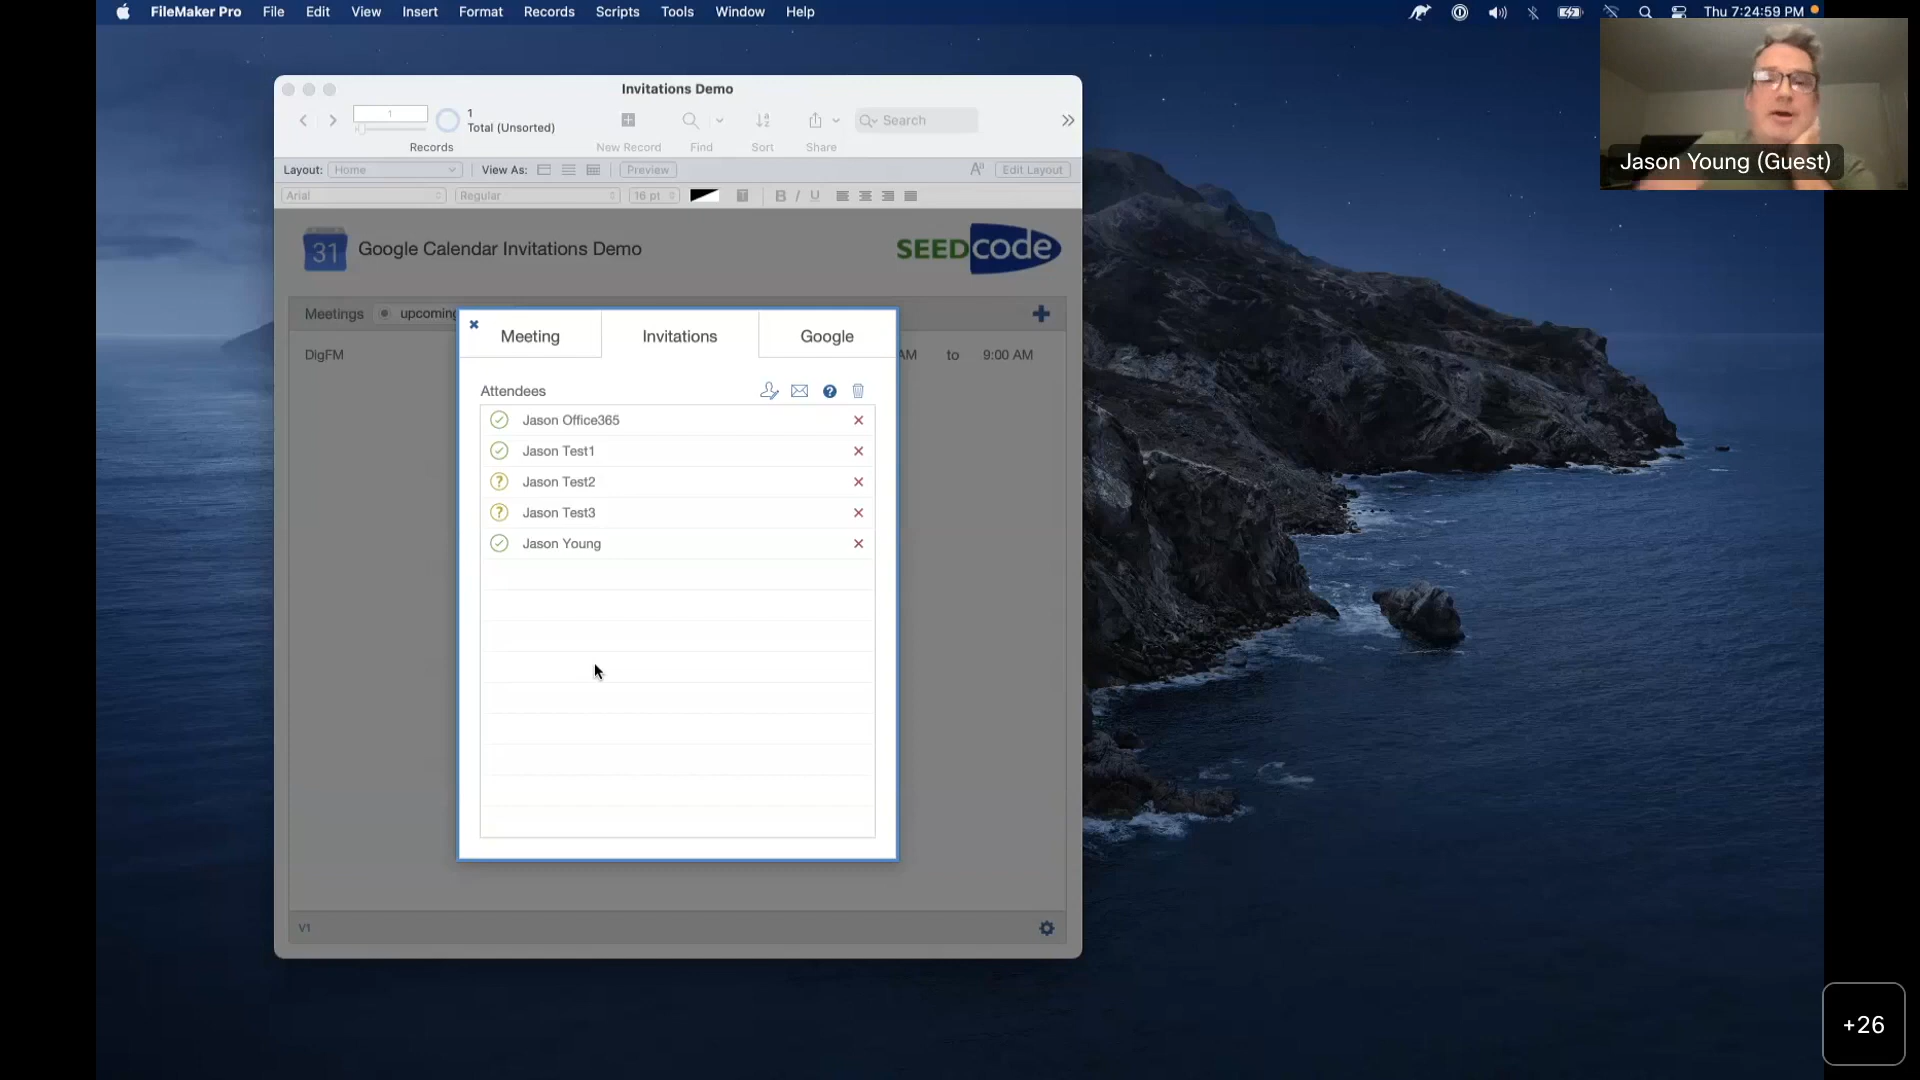 FileMaker Pro File Edit View Insert Format Records Scripts Tools Window Help Thu 7:24:59 PM
Jason Young (Guest)
Invitations Demo
1
1
Total (Unsorted)
Search
Records New Record Find Sort Share
Layout: Home View As: Preview Edit Layout
Arial Regular 16 pt B I U
31 Google Calendar Invitations Demo SEEDcode
Meetings upcoming
DigFM AM to 9:00 AM
Meeting Invitations Google
Attendees
Jason Office365
Jason Test1
Jason Test2
Jason Test3
Jason Young
V1
+26